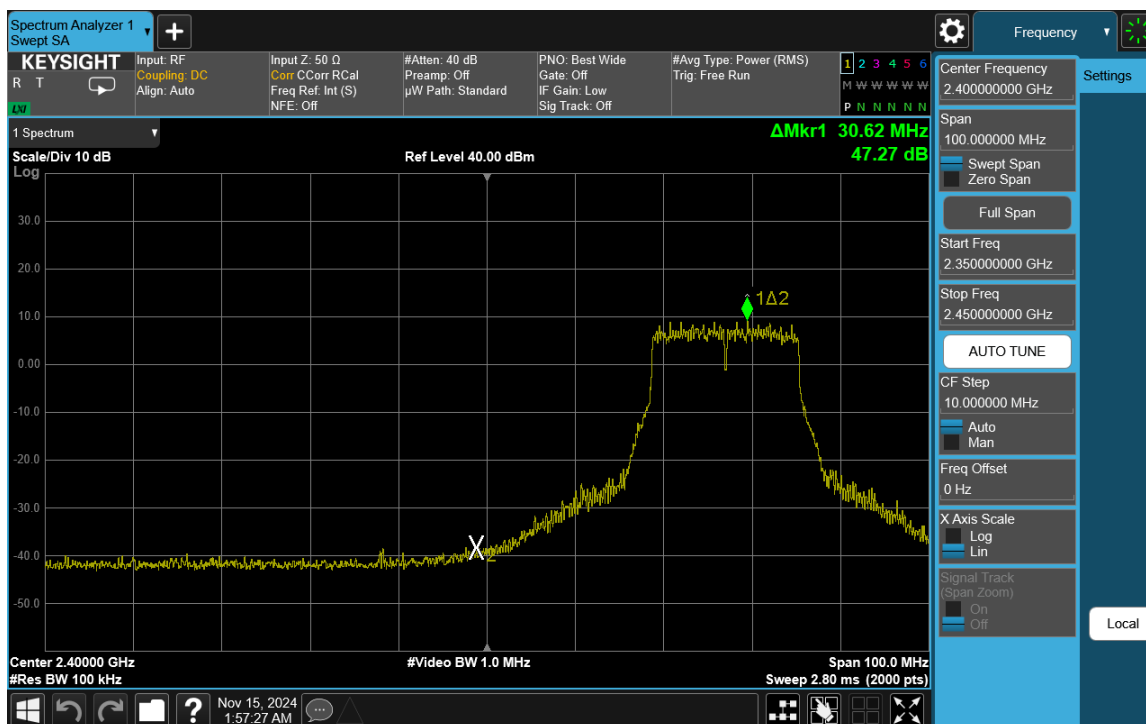 Spectrum Analyzer 1
Swept SA
Frequency
KEYSIGHT
R T
LXI
Input: RF
Coupling: DC
Align: Auto
Input Z: 50 Ω
Corr CCorr RCal
Freq Ref: Int (S)
NFE: Off
#Atten: 40 dB
Preamp: Off
µW Path: Standard
PNO: Best Wide
Gate: Off
IF Gain: Low
Sig Track: Off
#Avg Type: Power (RMS)
Trig: Free Run
1 2 3 4 5 6
M W W W W W
P N N N N N
1 Spectrum
Scale/Div 10 dB
Log
Ref Level 40.00 dBm
ΔMkr1 30.62 MHz
47.27 dB
30.0
20.0
10.0
0.00
-10.0
-20.0
-30.0
-40.0
-50.0
1Δ2
X
2
Center 2.40000 GHz
#Res BW 100 kHz
#Video BW 1.0 MHz
Span 100.0 MHz
Sweep 2.80 ms (2000 pts)
Center Frequency
2.400000000 GHz
Span
100.000000 MHz
Swept Span
Zero Span
Full Span
Start Freq
2.350000000 GHz
Stop Freq
2.450000000 GHz
AUTO TUNE
CF Step
10.000000 MHz
Auto
Man
Freq Offset
0 Hz
X Axis Scale
Log
Lin
Signal Track
(Span Zoom)
On
Off
Settings
Local
?
Nov 15, 2024
1:57:27 AM